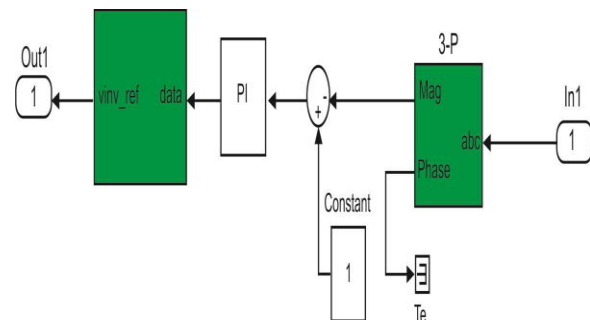 3-P
Out1
In1
1
vinv_ref
data
PI
-
+
Mag
abc
1
Phase
Constant
1
Te